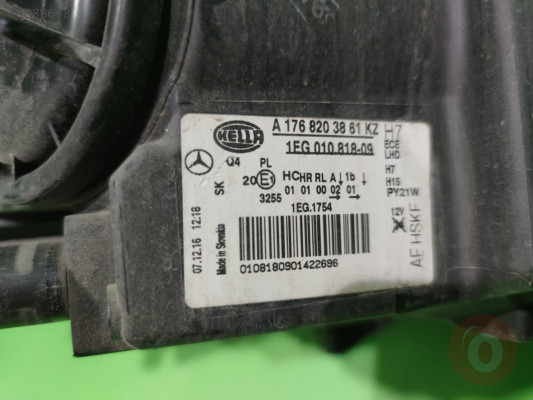 HELLA
A 176 820 38 61 KZ
1EG 010.818-09
H7
ECE
LHD
H7
H15
PY21W
12V
AE HSKF
Q4 PL
SK
20 E1 HCHR RL A↓ 1b ↓
01 01 00 02 01
3255
1EG.1754
07.12.16 12:18
Made in Slovakia
0108180901422696